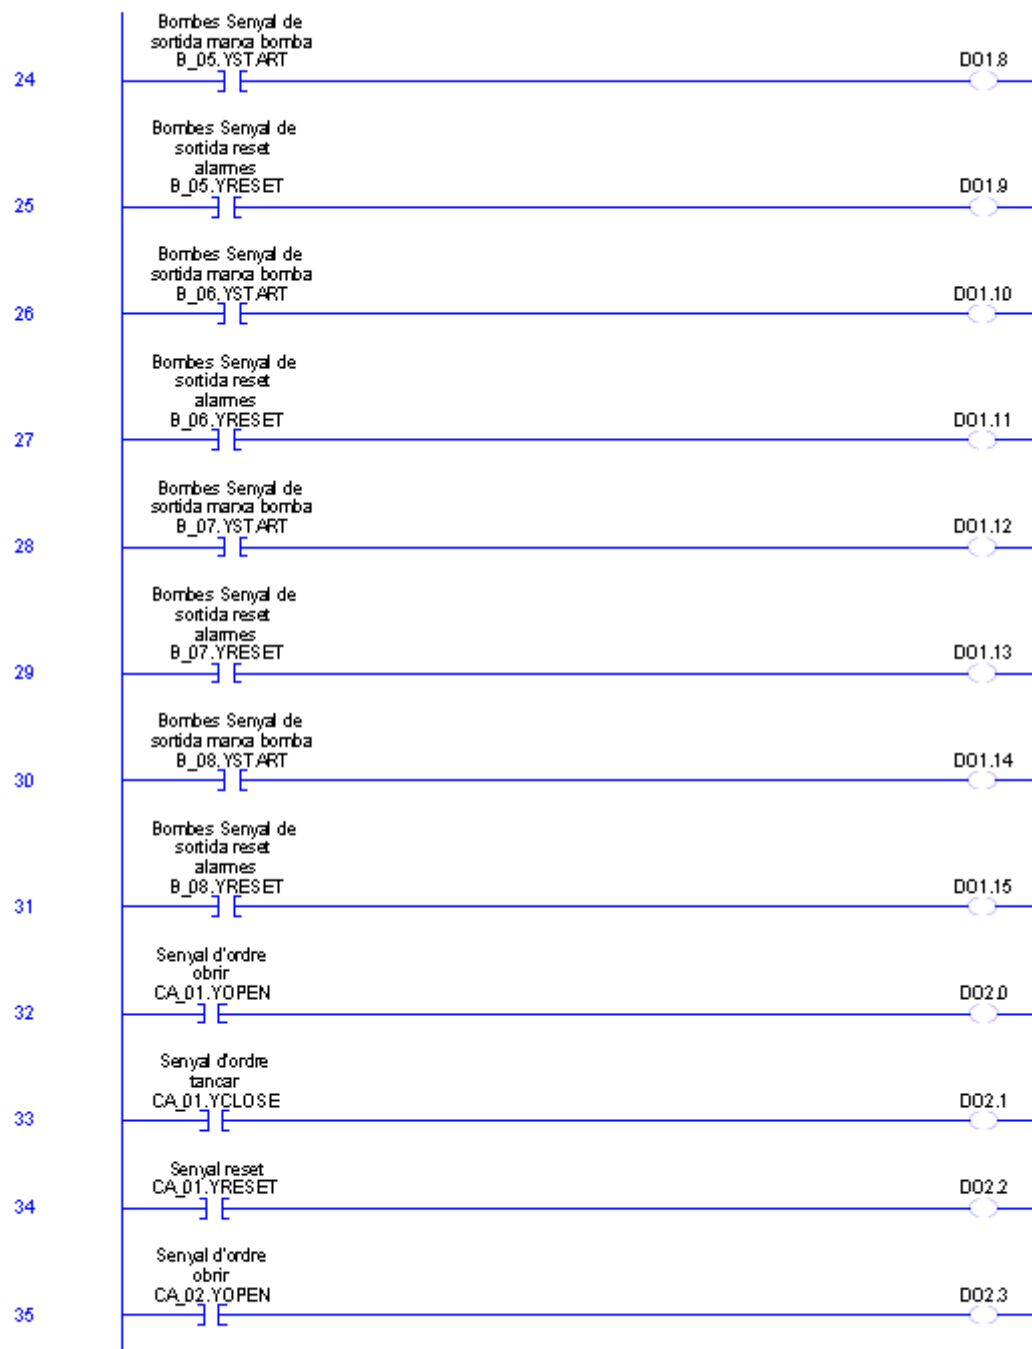 Bombes Senyal de
sortida marxa bomba
B_05.YSTART
DO1.8
24
Bombes Senyal de
sortida reset
alarmes
B_05.YRESET
DO1.9
25
Bombes Senyal de
sortida marxa bomba
B_06.YSTART
DO1.10
26
Bombes Senyal de
sortida reset
alarmes
B_06.YRESET
DO1.11
27
Bombes Senyal de
sortida marxa bomba
B_07.YSTART
DO1.12
28
Bombes Senyal de
sortida reset
alarmes
B_07.YRESET
DO1.13
29
Bombes Senyal de
sortida marxa bomba
B_08.YSTART
DO1.14
30
Bombes Senyal de
sortida reset
alarmes
B_08.YRESET
DO1.15
31
Senyal d'ordre
obrir
CA_01.YOPEN
DO2.0
32
Senyal d'ordre
tancar
CA_01.YCLOSE
DO2.1
33
Senyal reset
CA_01.YRESET
DO2.2
34
Senyal d'ordre
obrir
CA_02.YOPEN
DO2.3
35